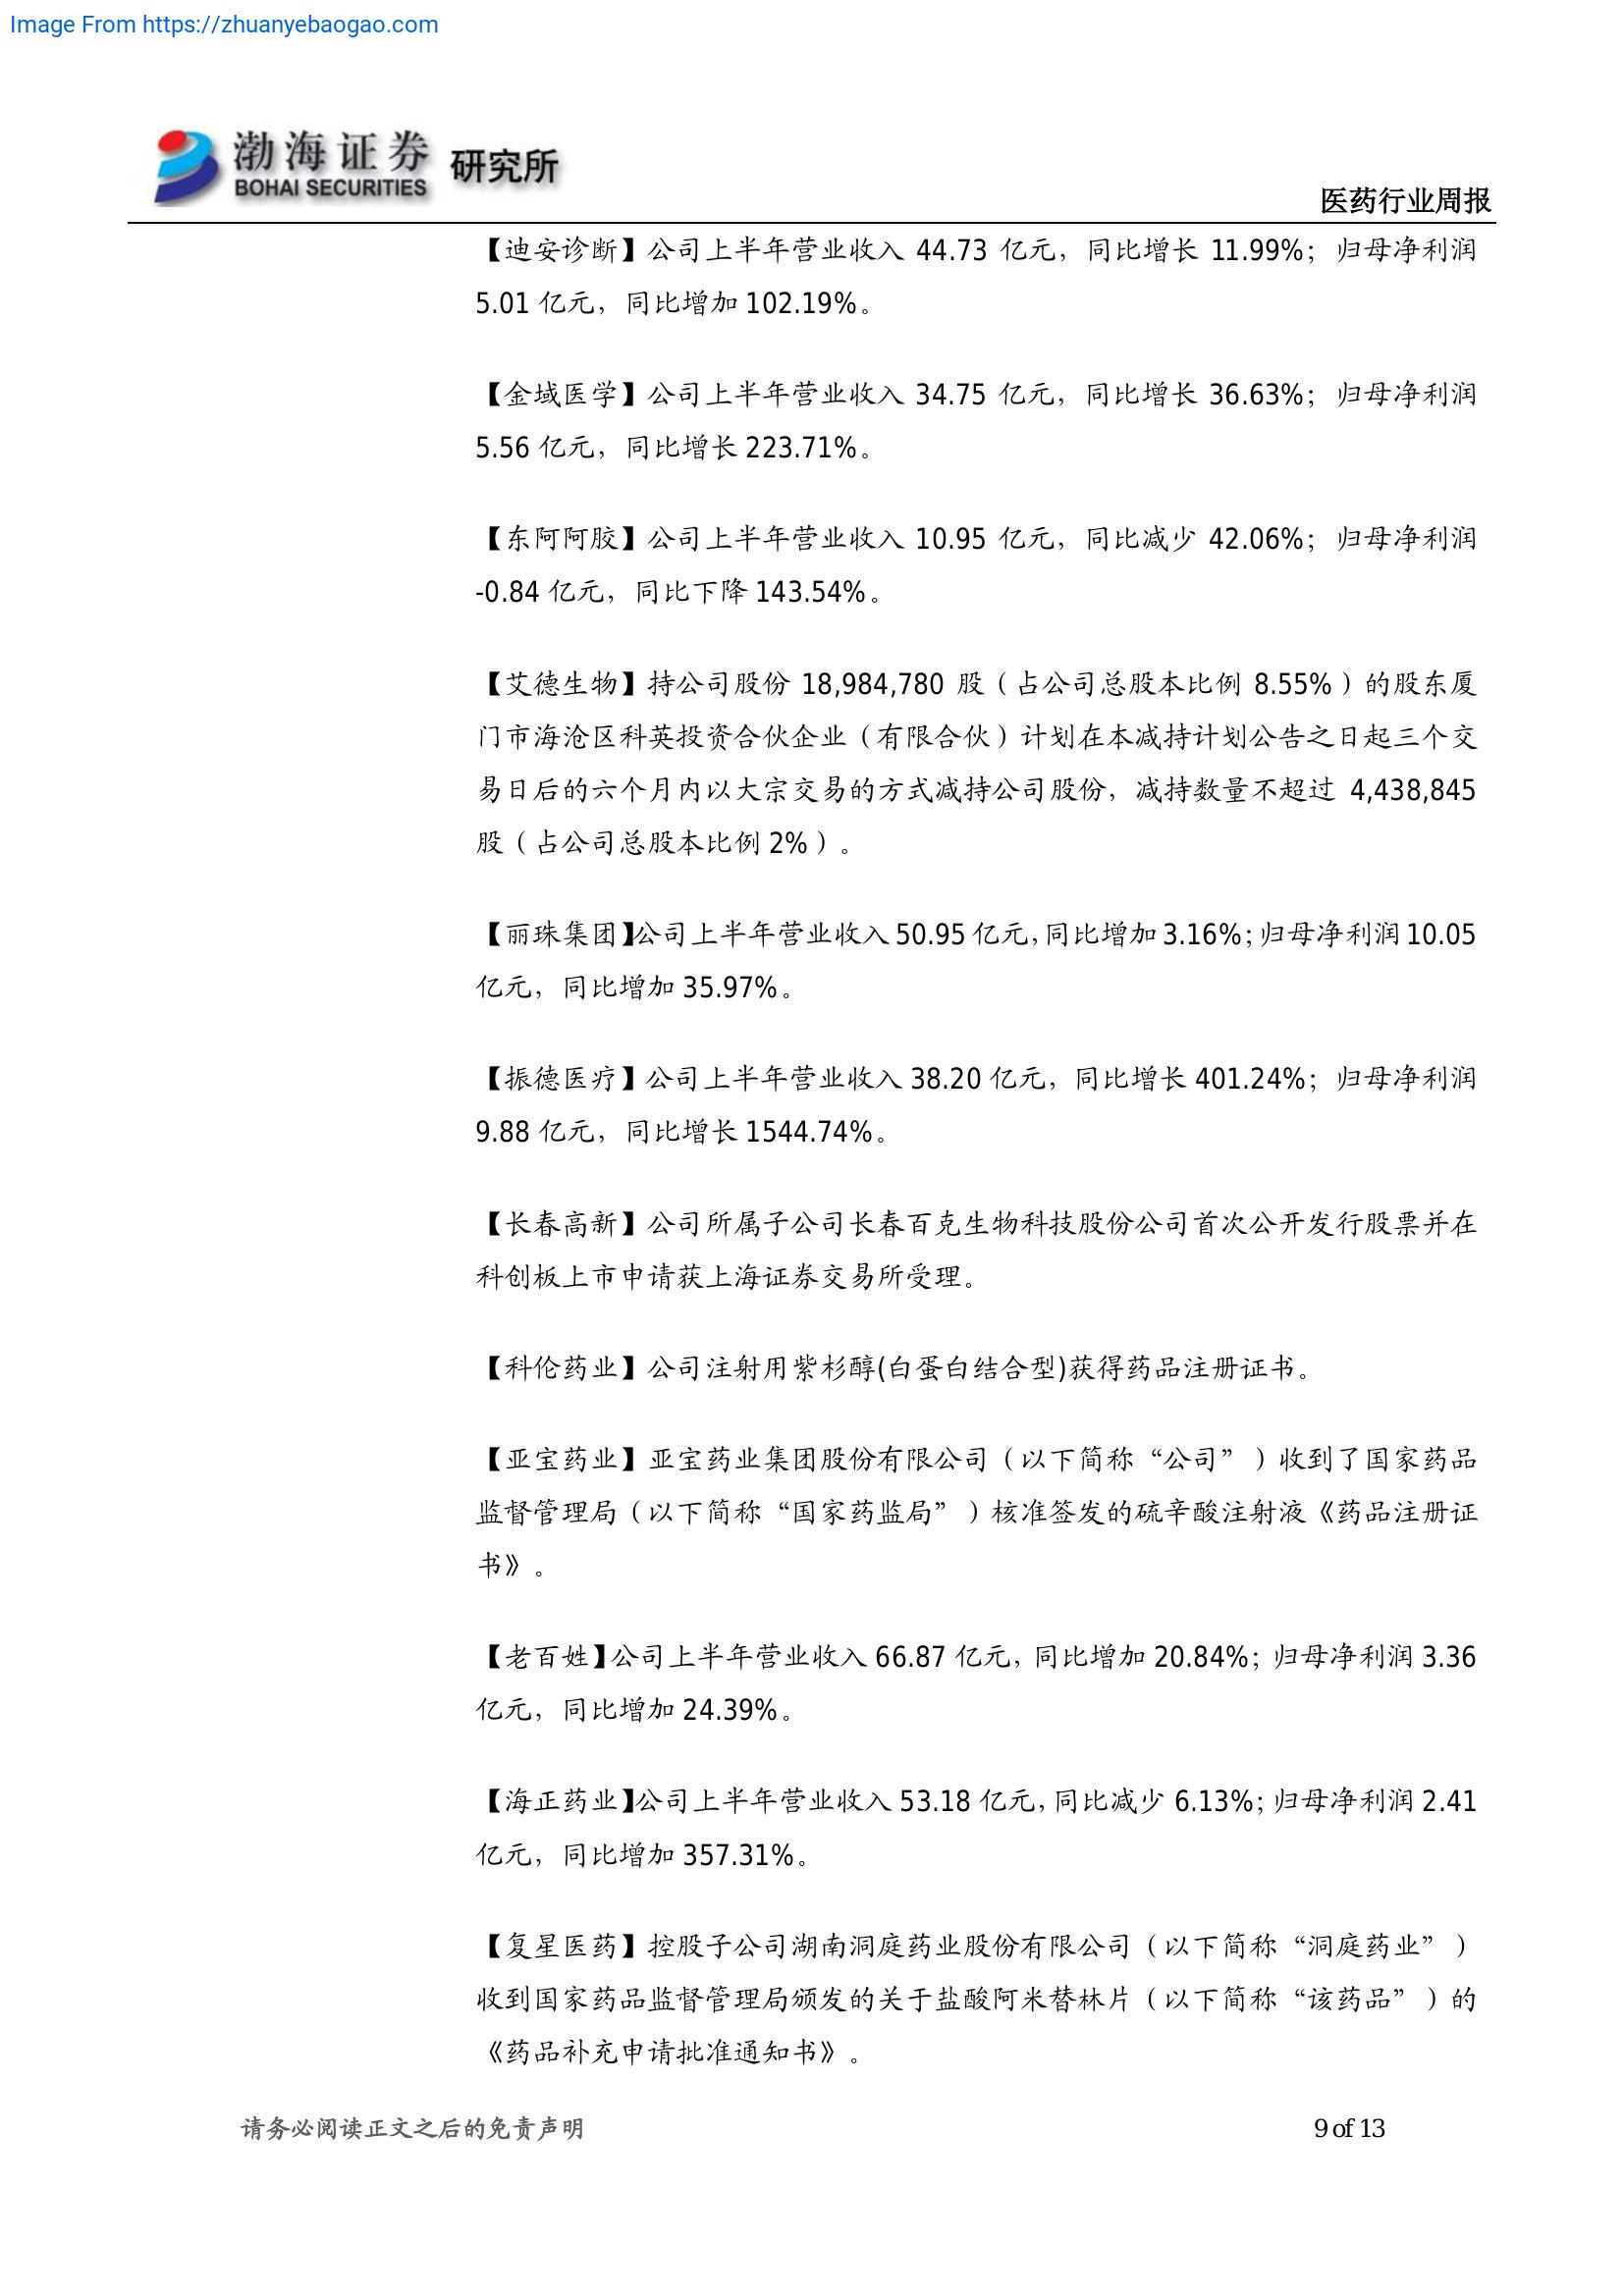 Image From https://zhuanyebaogao.com
渤海证券 研究所
BOHAI SECURITIES
医药行业周报
【迪安诊断】公司上半年营业收入 44.73 亿元，同比增长 11.99%；归母净利润
5.01 亿元，同比增加 102.19%。
【金域医学】公司上半年营业收入 34.75 亿元，同比增长 36.63%；归母净利润
5.56 亿元，同比增长 223.71%。
【东阿阿胶】公司上半年营业收入 10.95 亿元，同比减少 42.06%；归母净利润
-0.84 亿元，同比下降 143.54%。
【艾德生物】持公司股份 18,984,780 股（占公司总股本比例 8.55%）的股东厦
门市海沧区科英投资合伙企业（有限合伙）计划在本减持计划公告之日起三个交
易日后的六个月内以大宗交易的方式减持公司股份，减持数量不超过 4,438,845
股（占公司总股本比例 2%）。
【丽珠集团】公司上半年营业收入 50.95 亿元，同比增加 3.16%；归母净利润 10.05
亿元，同比增加 35.97%。
【振德医疗】公司上半年营业收入 38.20 亿元，同比增长 401.24%；归母净利润
9.88 亿元，同比增长 1544.74%。
【长春高新】公司所属子公司长春百克生物科技股份公司首次公开发行股票并在
科创板上市申请获上海证券交易所受理。
【科伦药业】公司注射用紫杉醇(白蛋白结合型)获得药品注册证书。
【亚宝药业】亚宝药业集团股份有限公司（以下简称“公司”）收到了国家药品
监督管理局（以下简称“国家药监局”）核准签发的硫辛酸注射液《药品注册证
书》。
【老百姓】公司上半年营业收入 66.87 亿元，同比增加 20.84%；归母净利润 3.36
亿元，同比增加 24.39%。
【海正药业】公司上半年营业收入 53.18 亿元，同比减少 6.13%；归母净利润 2.41
亿元，同比增加 357.31%。
【复星医药】控股子公司湖南洞庭药业股份有限公司（以下简称“洞庭药业”）
收到国家药品监督管理局颁发的关于盐酸阿米替林片（以下简称“该药品”）的
《药品补充申请批准通知书》。
请务必阅读正文之后的免责声明
9 of 13